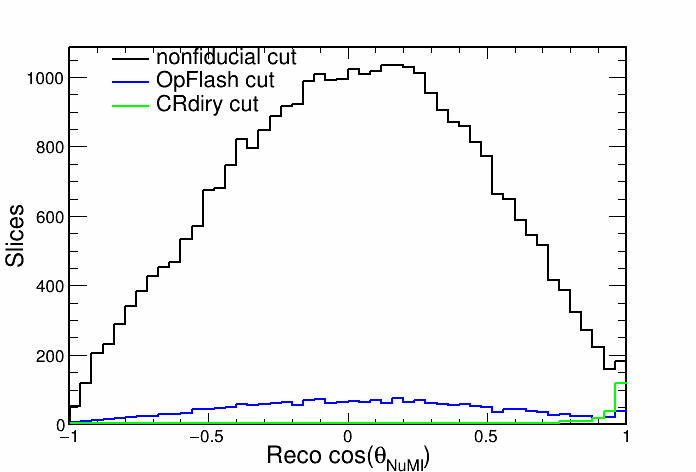 nonfiducial cut
OpFlash cut
CRdiry cut
1000
800
600
400
200
0
Slices
−1 −0.5 0 0.5 1
Reco cos(θNuMI)